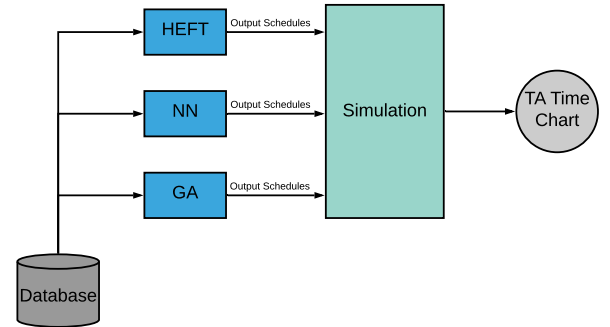 HEFT
Output Schedules
NN
Output Schedules
GA
Output Schedules
Simulation
TA Time
Chart
Database